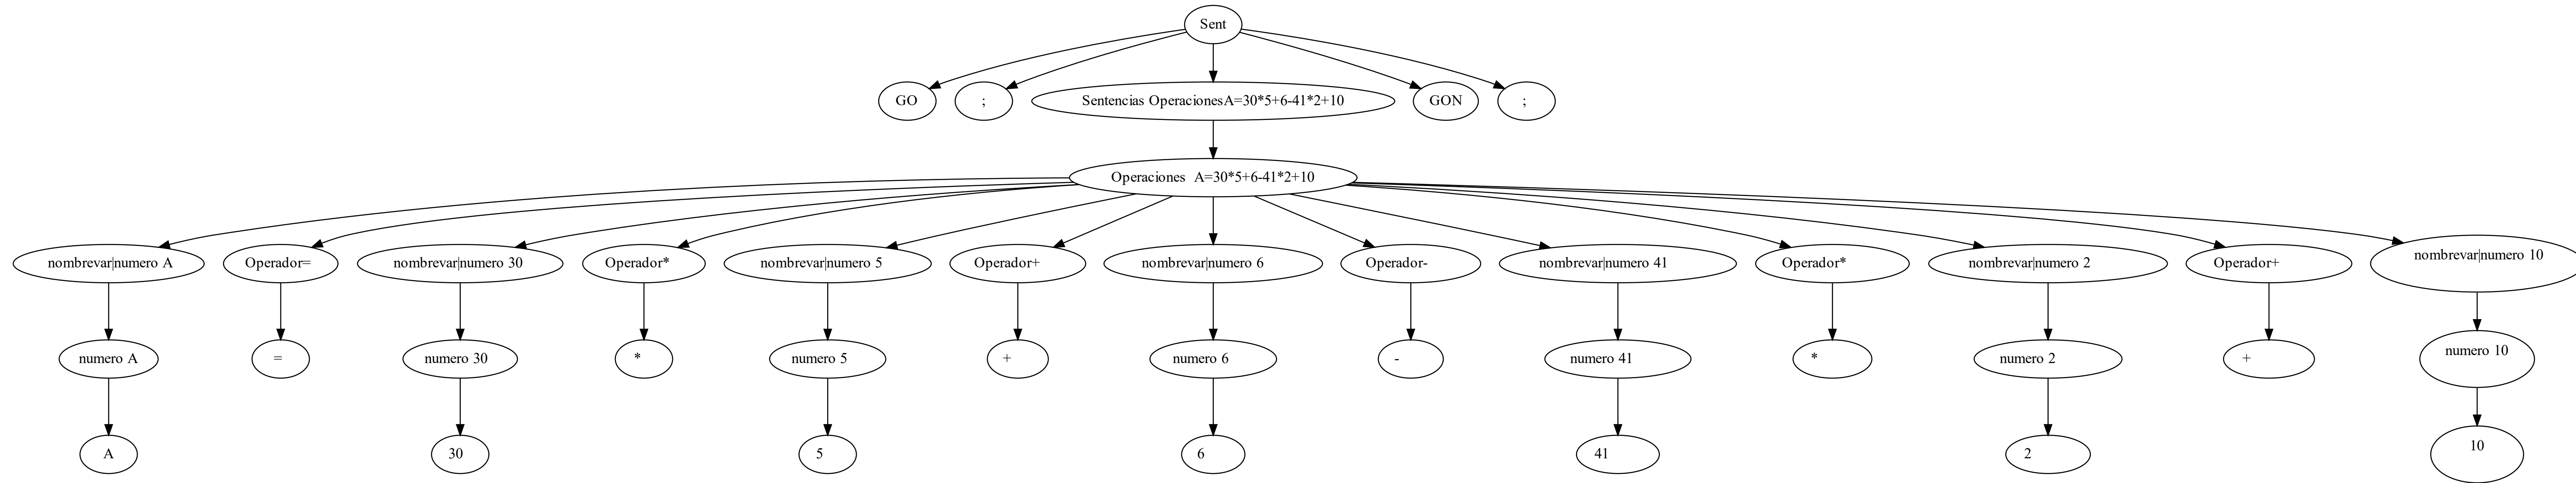 Sent
GO
;
Sentencias OperacionesA=30*5+6-41*2+10
GON
;
Operaciones  A=30*5+6-41*2+10
nombrevar|numero A
Operador=
nombrevar|numero 30
Operador*
nombrevar|numero 5
Operador+
nombrevar|numero 6
Operador-
nombrevar|numero 41
Operador*
nombrevar|numero 2
Operador+
nombrevar|numero 10
numero A
=
numero 30
*
numero 5
+
numero 6
-
numero 41
*
numero 2
+
numero 10
A
30
5
6
41
2
10